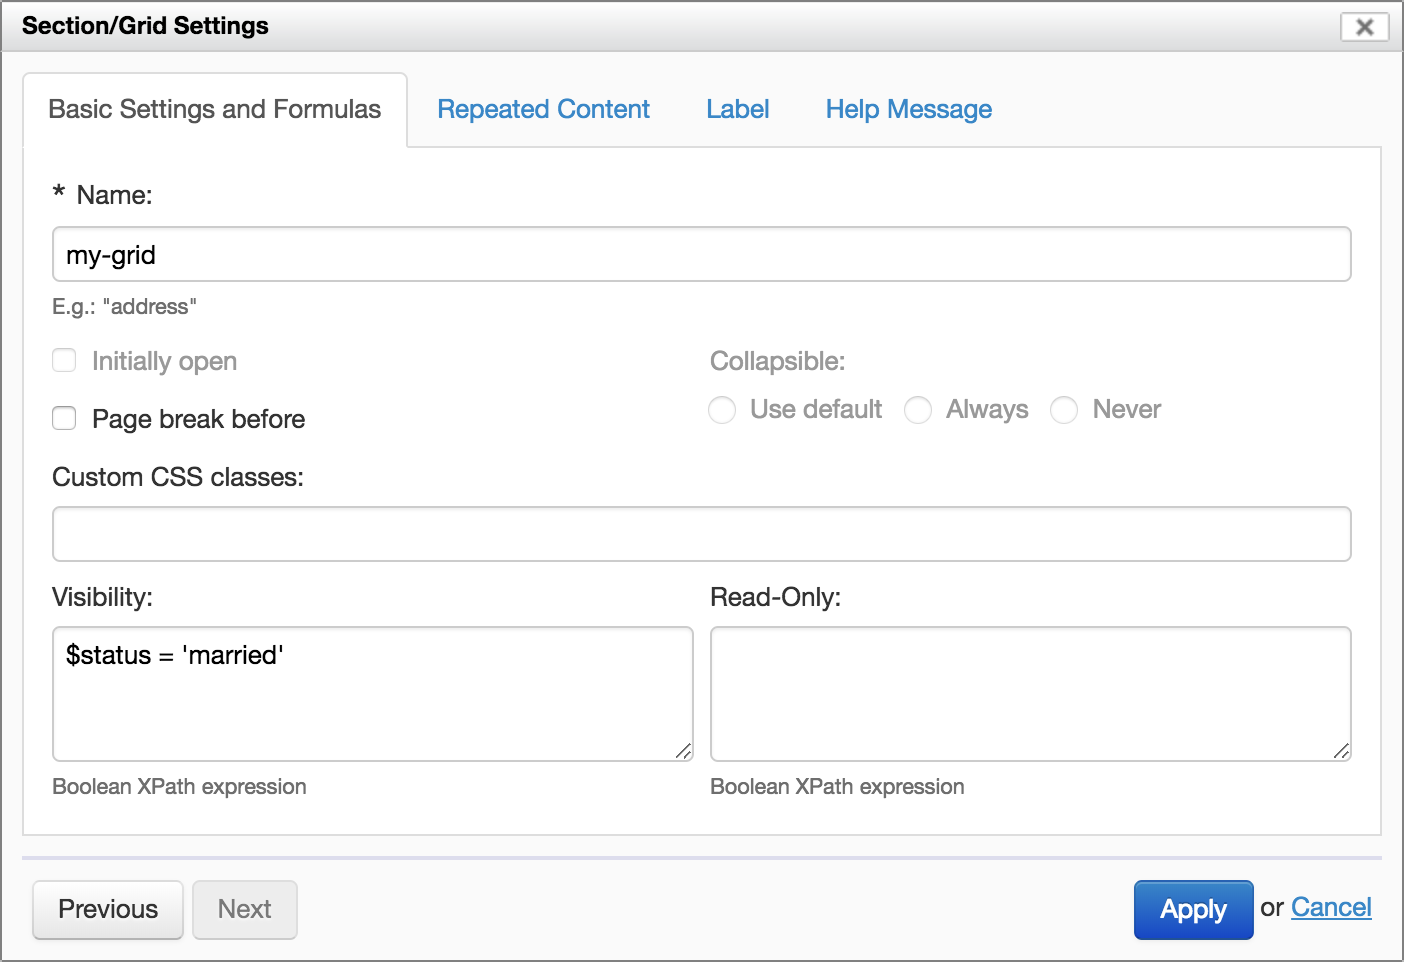 Section/Grid Settings
Basic Settings and Formulas Repeated Content Label Help Message
* Name:
my-grid
E.g.: "address"
Initially open Collapsible:
Page break before Use default Always Never
Custom CSS classes:
Visibility: Read-Only:
$status = 'married'
Boolean XPath expression Boolean XPath expression
Previous Next Apply or Cancel